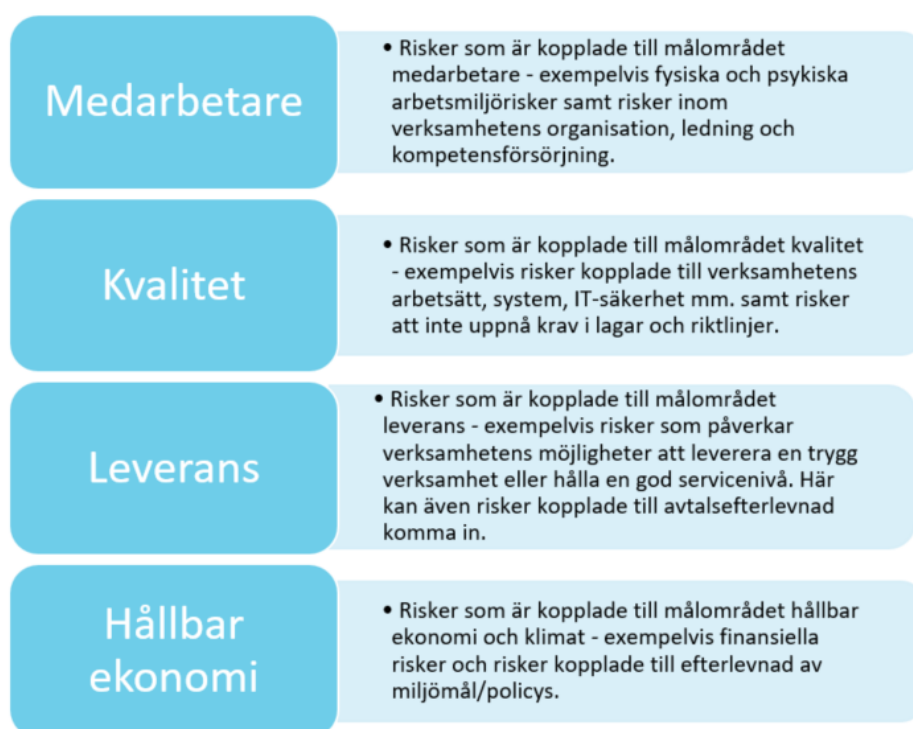 Medarbetare
• Risker som är kopplade till målområdet
medarbetare - exempelvis fysiska och psykiska
arbetsmiljörisker samt risker inom
verksamhetens organisation, ledning och
kompetensförsörjning.
Kvalitet
• Risker som är kopplade till målområdet kvalitet
- exempelvis risker kopplade till verksamhetens
arbetsätt, system, IT-säkerhet mm. samt risker
att inte uppnå krav i lagar och riktlinjer.
Leverans
• Risker som är kopplade till målområdet
leverans - exempelvis risker som påverkar
verksamhetens möjligheter att leverera en trygg
verksamhet eller hålla en god servicenivå. Här
kan även risker kopplade till avtalsefterlevnad
komma in.
Hållbar
ekonomi
• Risker som är kopplade till målområdet hållbar
ekonomi och klimat - exempelvis finansiella
risker och risker kopplade till efterlevnad av
miljömål/policys.